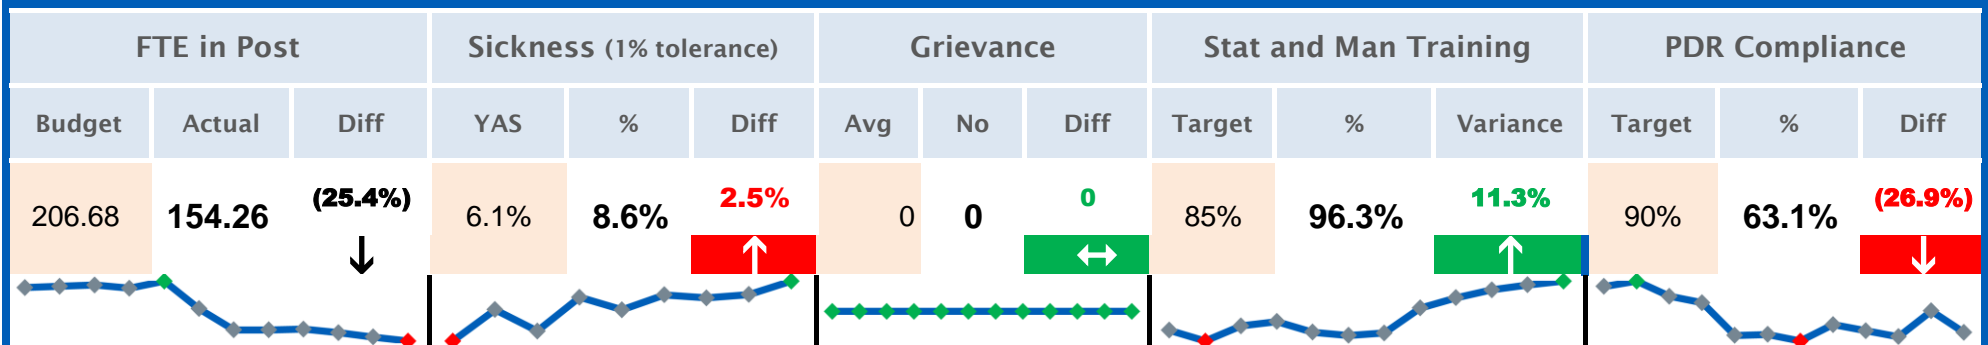 FTE in Post Sickness (1% tolerance) Grievance Stat and Man Training PDR Compliance
Budget Actual Diff YAS % Diff Avg No Diff Target % Variance Target % Diff
206.68 154.26 (25.4%) 6.1% 8.6% 2.5% 0 0 0 85% 96.3% 11.3% 90% 63.1% (26.9%)